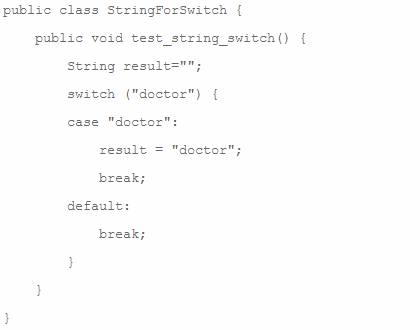 public class StringForSwitch {
    public void test_string_switch() {
        String result="";
        switch ("doctor") {
        case "doctor":
            result = "doctor";
            break;
        default:
            break;
        }
    }
}